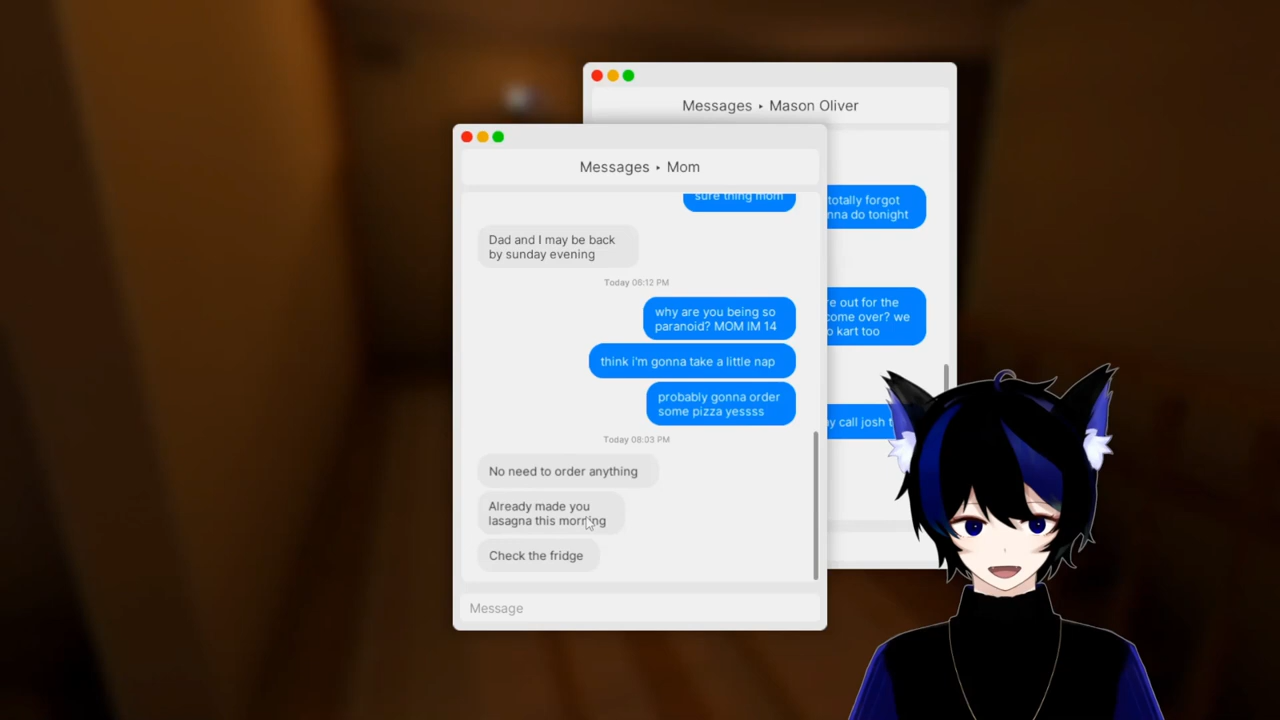 Messages ▸ Mason Oliver
Messages ▸ Mom
sure thing mom
Dad and I may be back
by sunday evening
Today 06:12 PM
why are you being so
paranoid? MOM IM 14
think i'm gonna take a little nap
probably gonna order
some pizza yessss
Today 08:03 PM
No need to order anything
Already made you
lasagna this morning
Check the fridge
Message
totally forgot
tonight
out for the
come over? we
kart too
call josh